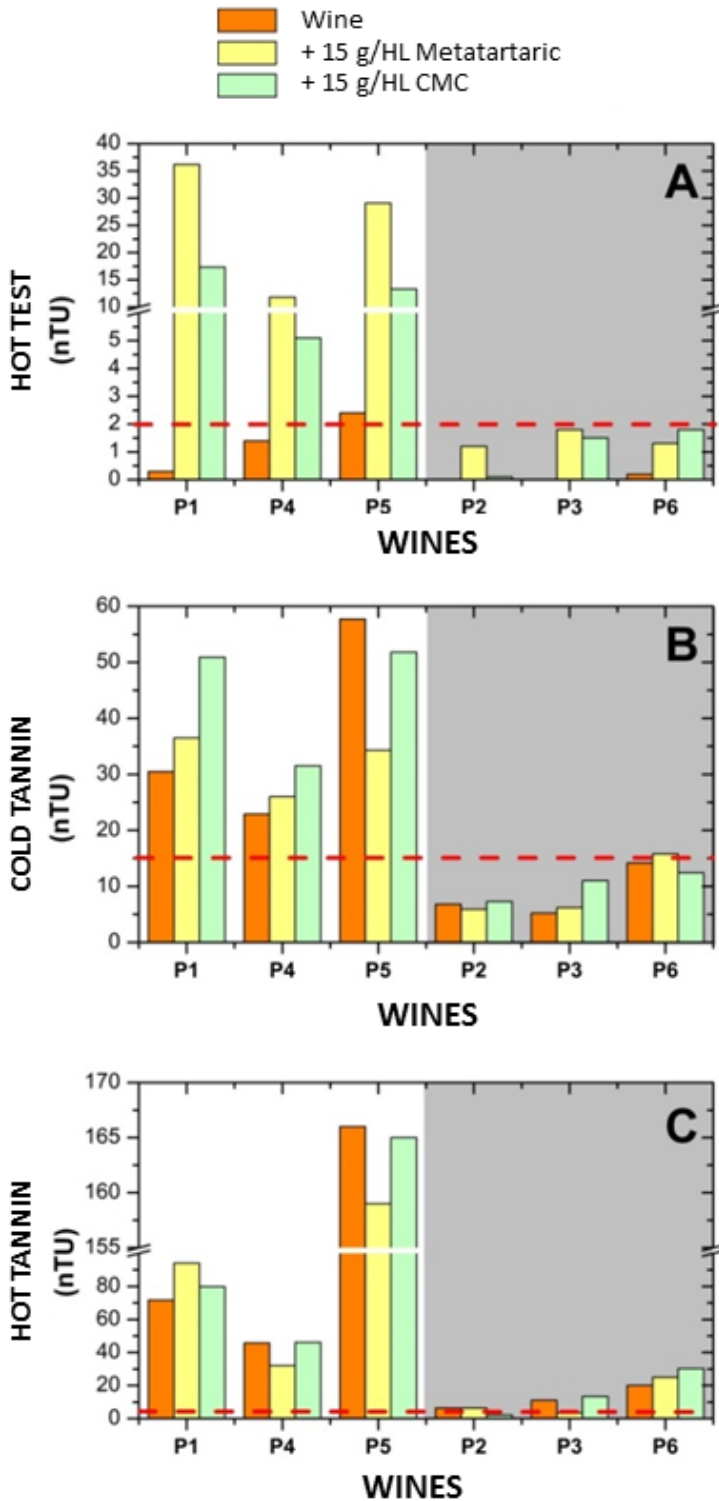 Wine
+ 15 g/HL Metatartaric
+ 15 g/HL CMC
A
HOT TEST
(nTU)
40
35
30
25
20
15
10
5
4
3
2
1
0
P1 P4 P5 P2 P3 P6
WINES
B
COLD TANNIN
(nTU)
60
50
40
30
20
10
0
P1 P4 P5 P2 P3 P6
WINES
C
HOT TANNIN
(nTU)
170
165
160
155
80
60
40
20
0
P1 P4 P5 P2 P3 P6
WINES